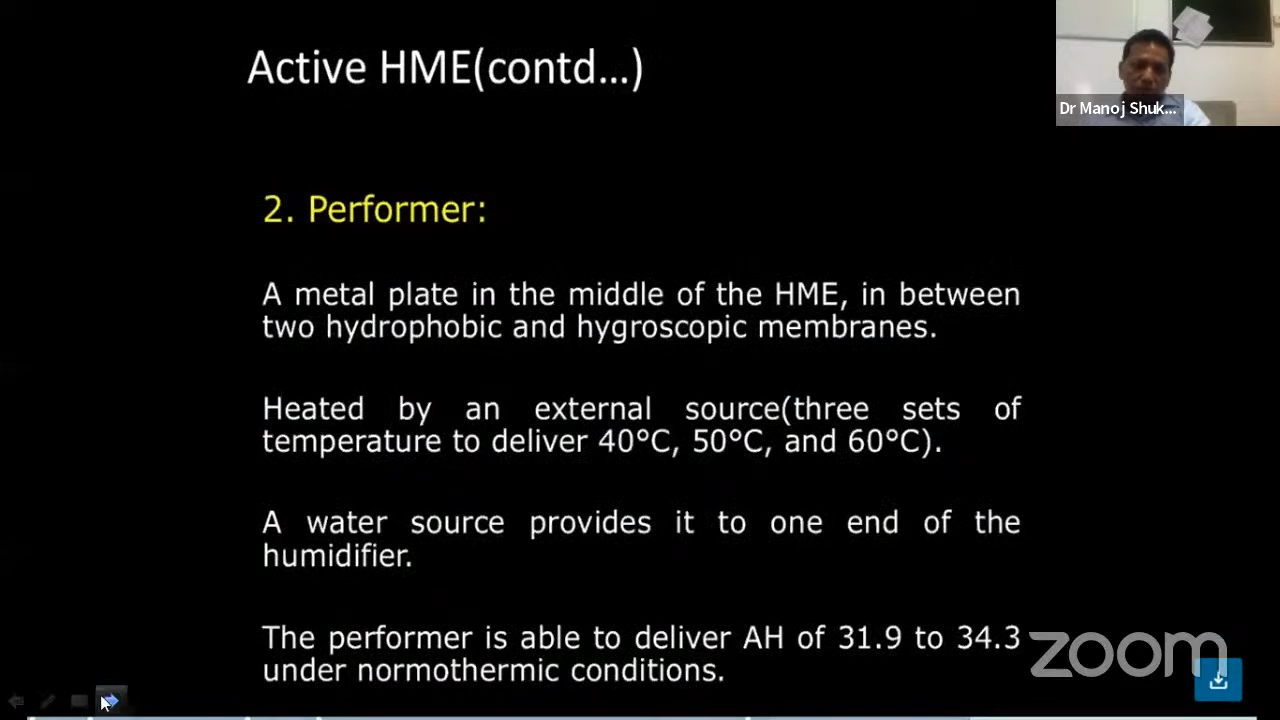 Active HME(contd...)
Dr Manoj Shuk...
2. Performer:
A metal plate in the middle of the HME, in between
two hydrophobic and hygroscopic membranes.
Heated by an external source(three sets of
temperature to deliver 40°C, 50°C, and 60°C).
A water source provides it to one end of the
humidifier.
The performer is able to deliver AH of 31.9 to 34.3
under normothermic conditions.
zoom